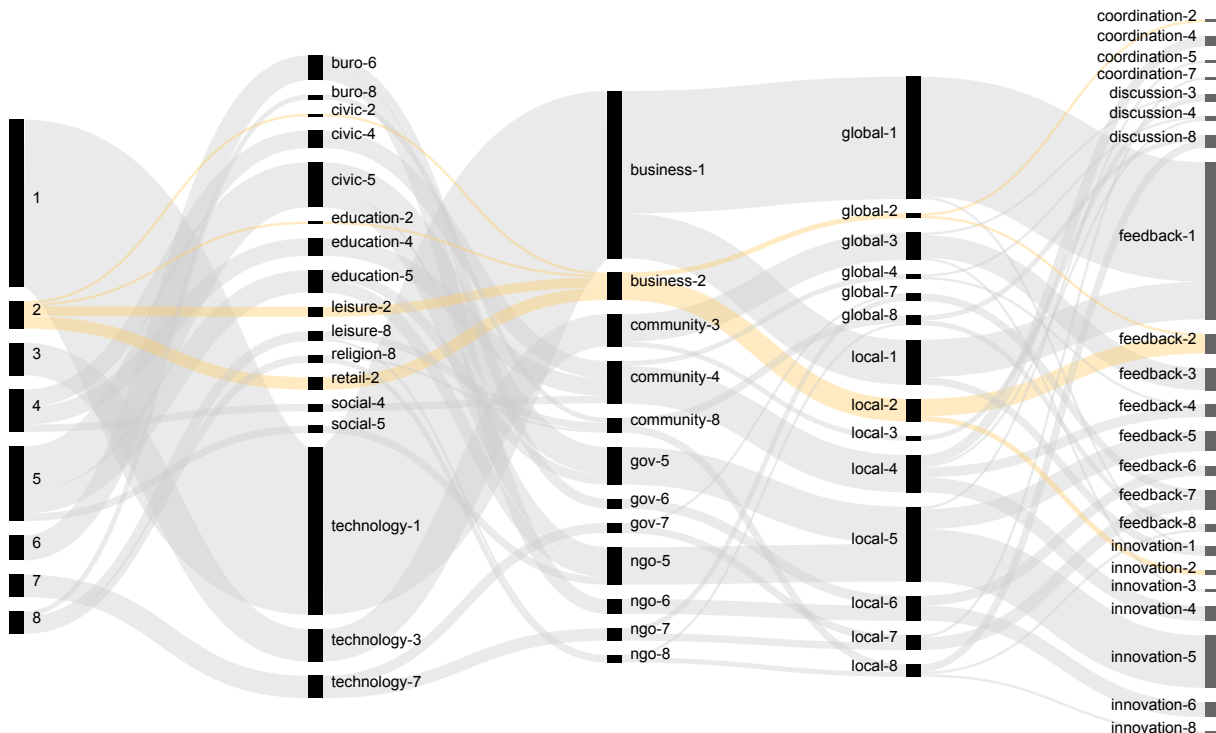 1
2
3
4
5
6
7
8
buro-6
buro-8
civic-2
civic-4
civic-5
education-2
education-4
education-5
leisure-2
leisure-8
religion-8
retail-2
social-4
social-5
technology-1
technology-3
technology-7
business-1
business-2
community-3
community-4
community-8
gov-5
gov-6
gov-7
ngo-5
ngo-6
ngo-7
ngo-8
global-1
global-2
global-3
global-4
global-7
global-8
local-1
local-2
local-3
local-4
local-5
local-6
local-7
local-8
coordination-2
coordination-4
coordination-5
coordination-7
discussion-3
discussion-4
discussion-8
feedback-1
feedback-2
feedback-3
feedback-4
feedback-5
feedback-6
feedback-7
feedback-8
innovation-1
innovation-2
innovation-3
innovation-4
innovation-5
innovation-6
innovation-8